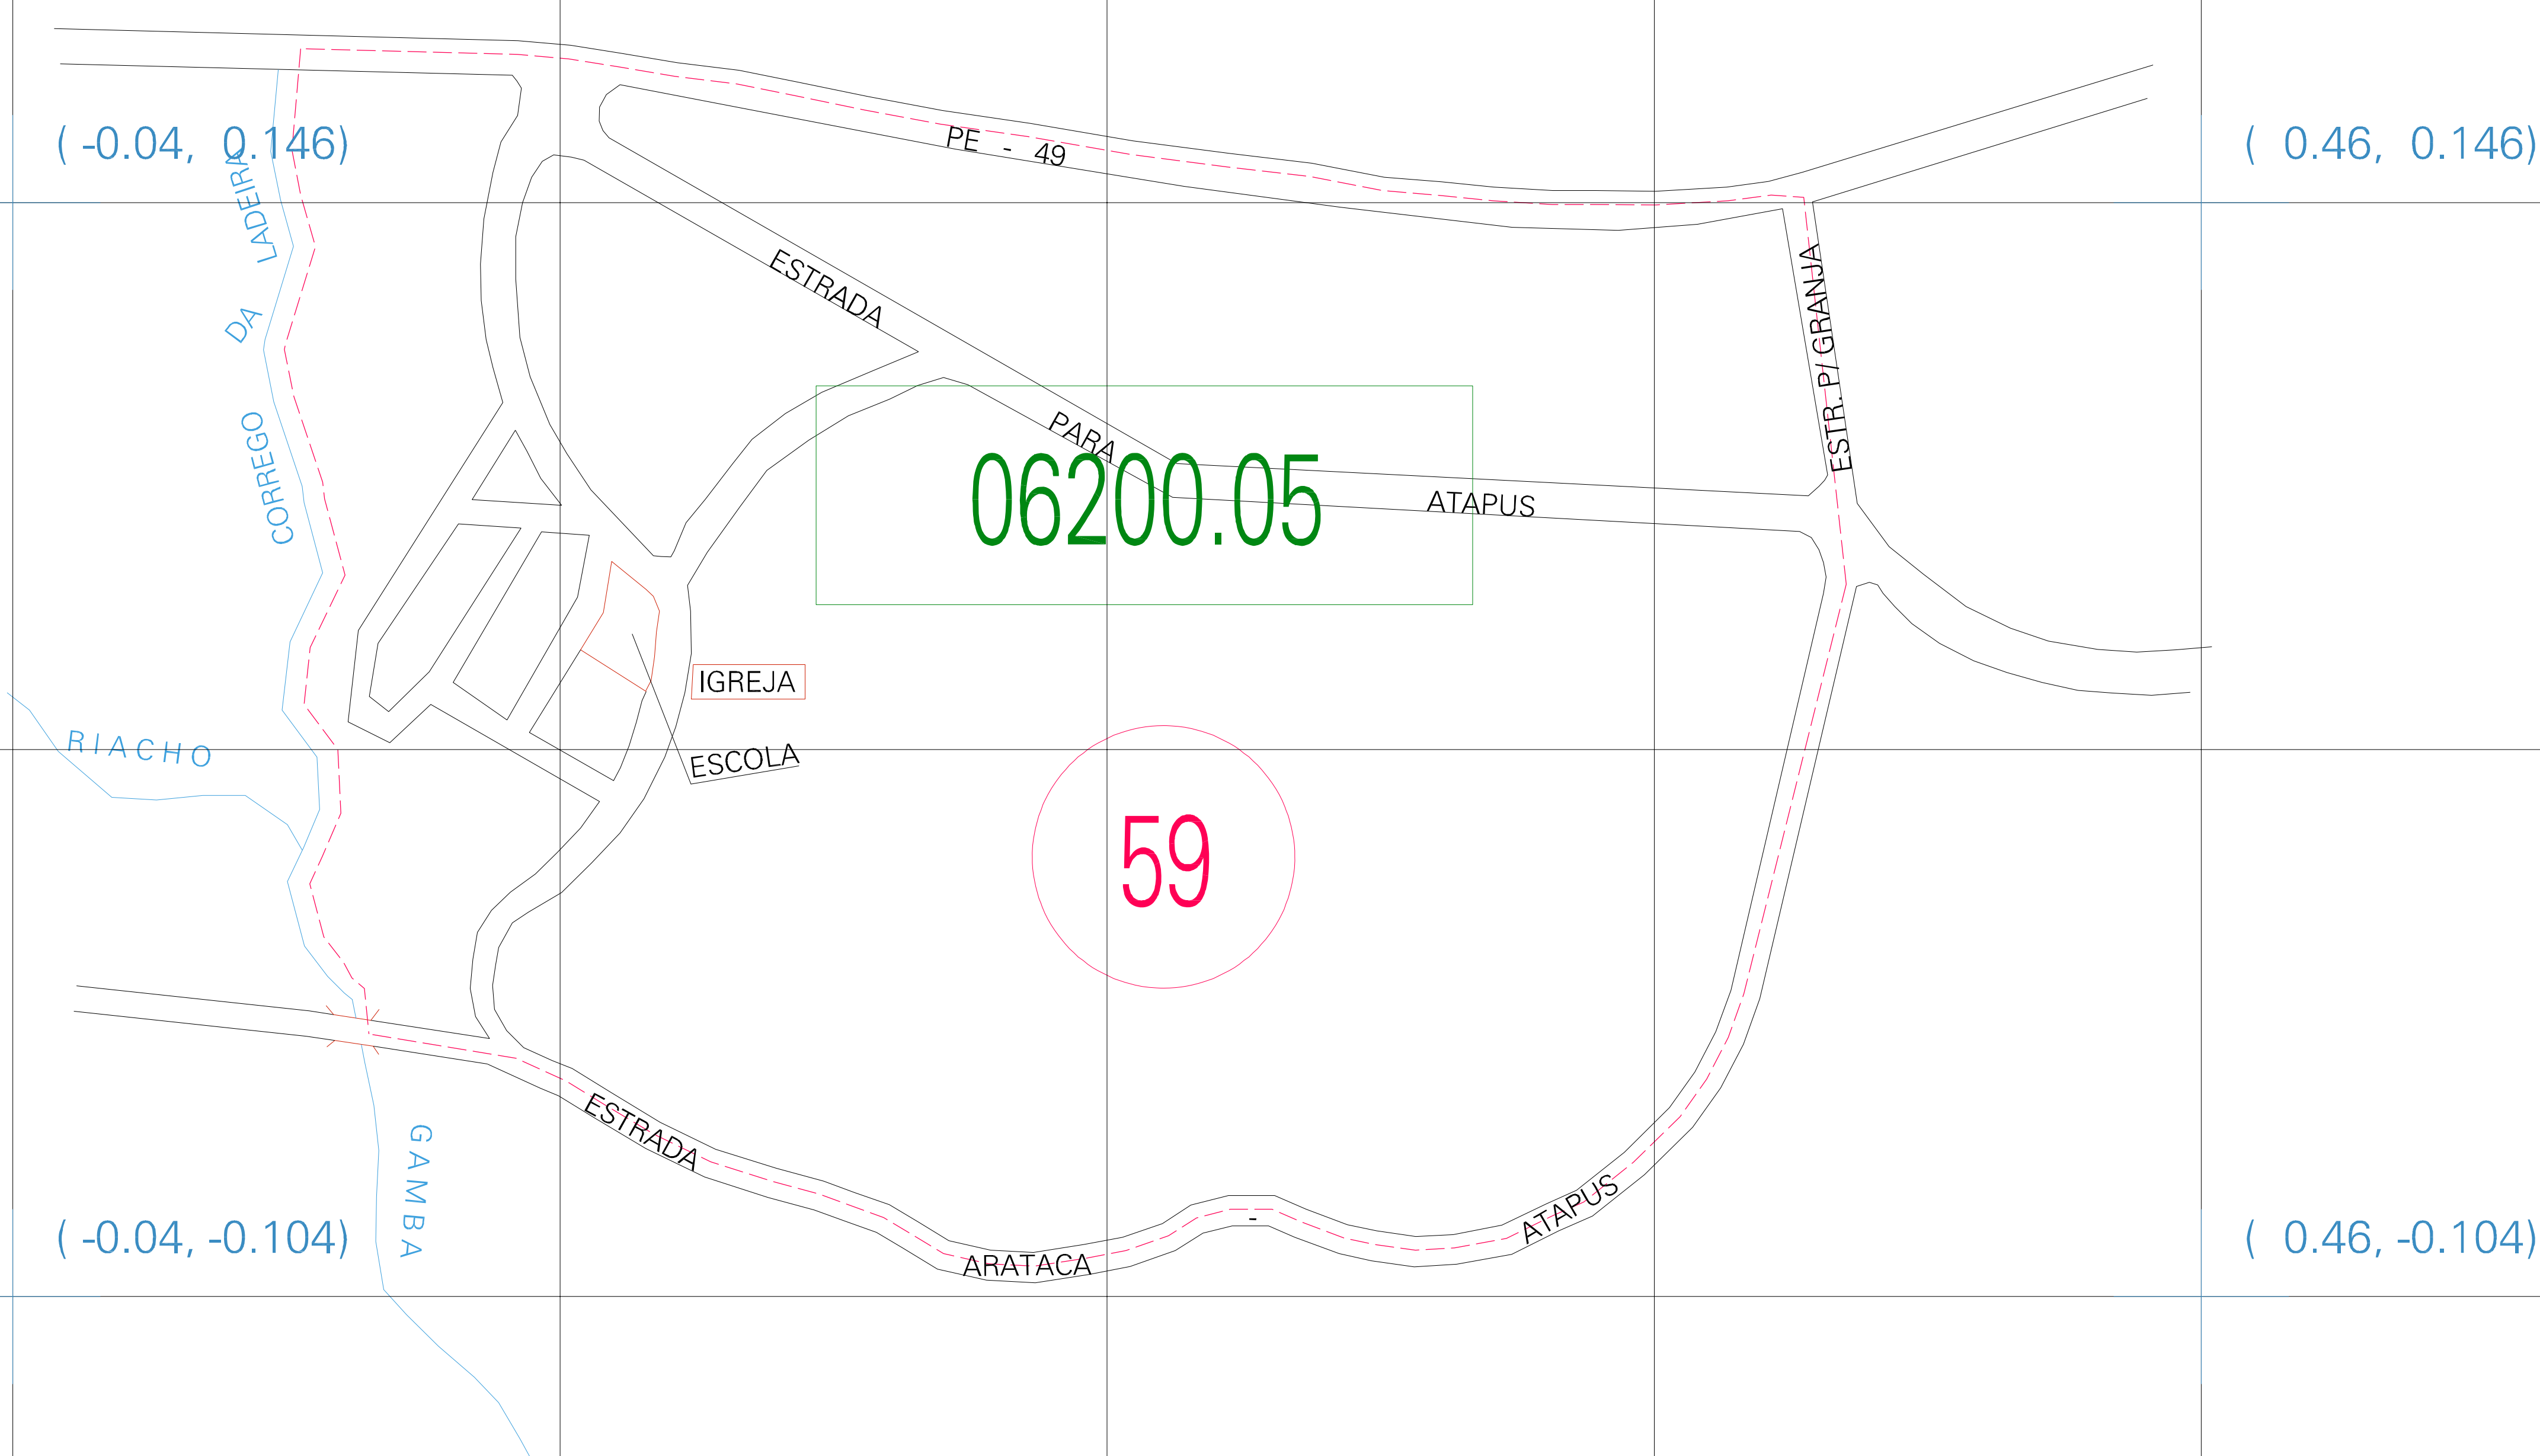 PE - 49
( -0.04, 0.146)
( 0.46, 0.146)
CORREGO DA LADEIRA
ESTRADA PARA ATAPUS
ESTR. P/ GRANJA
06200.05
IGREJA
RIACHO
ESCOLA
59
GAMBA
( -0.04, -0.104)
( 0.46, -0.104)
ESTRADA ARATACA - ATAPUS